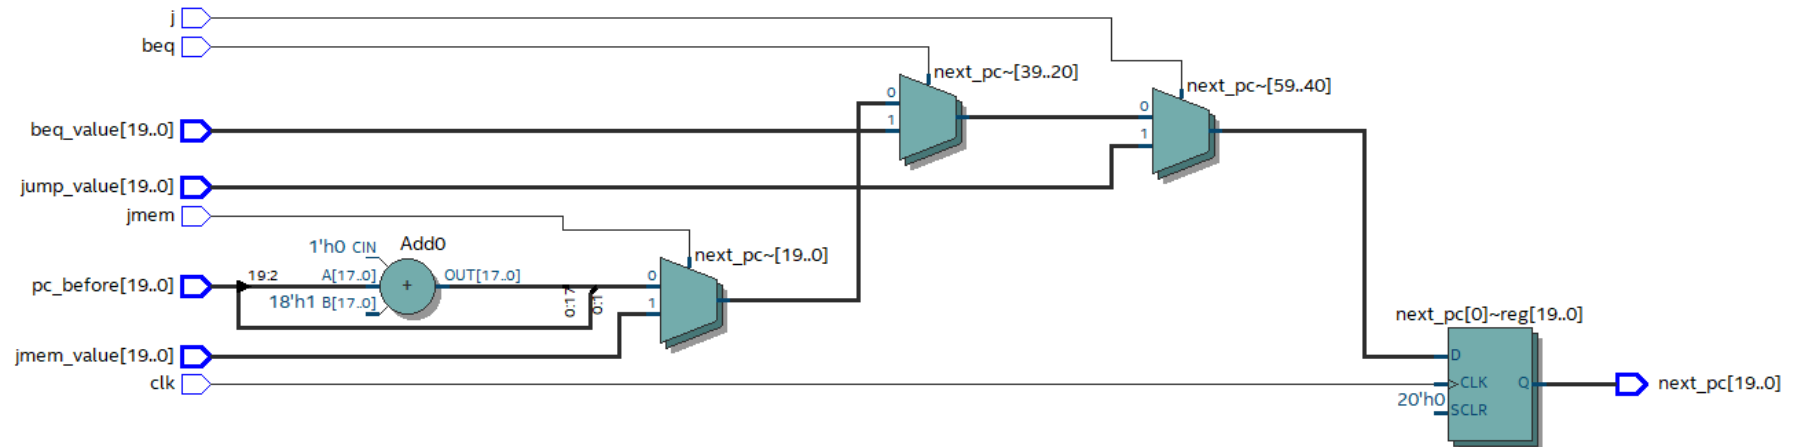 j
beq
next_pc~[39..20]
next_pc~[59..40]
0
1
0
1
beq_value[19..0]
jump_value[19..0]
jmem
1'h0 CIN
Add0
next_pc~[19..0]
pc_before[19..0]
19:2
A[17..0]
+
OUT[17..0]
0
18'h1 B[17..0]
0:17
0:1
1
next_pc[0]~reg[19..0]
jmem_value[19..0]
D
clk
CLK
Q
next_pc[19..0]
20'h0
SCLR